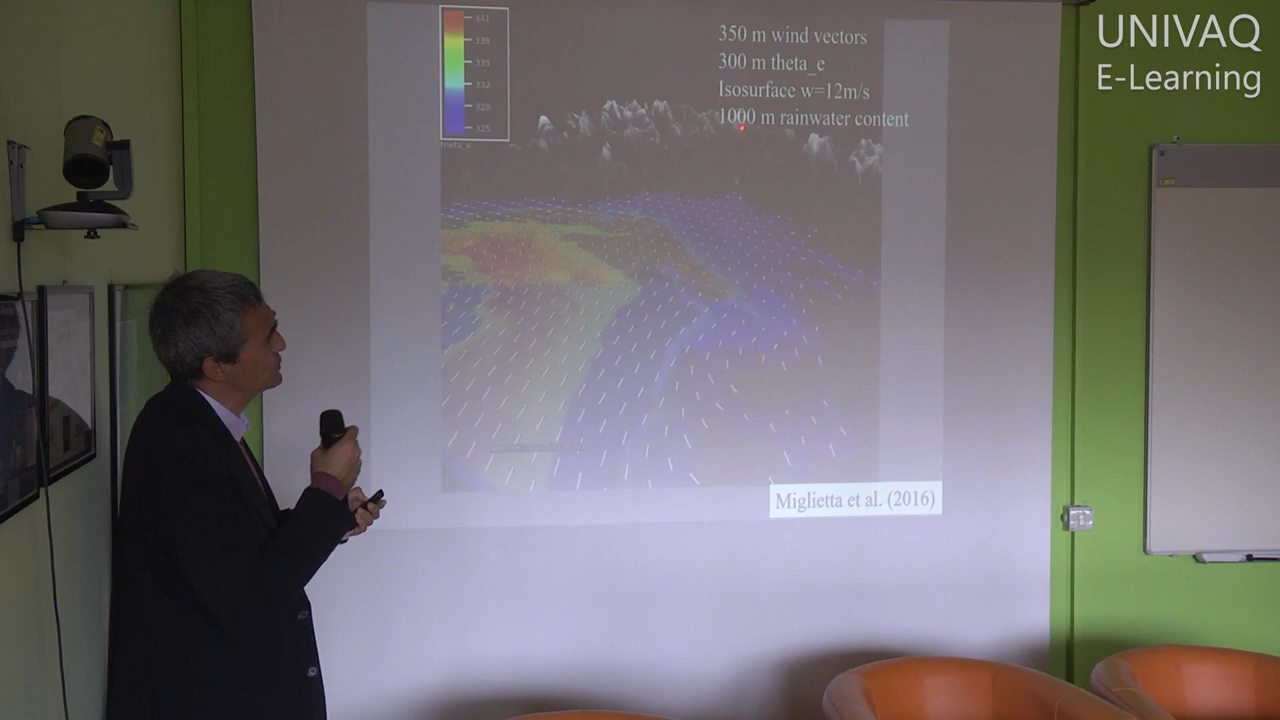 UNIVAQ
E-Learning
341
338
335
332
328
325
theta_e
350 m wind vectors
300 m theta_e
Isosurface w=12m/s
1000 m rainwater content
Miglietta et al. (2016)